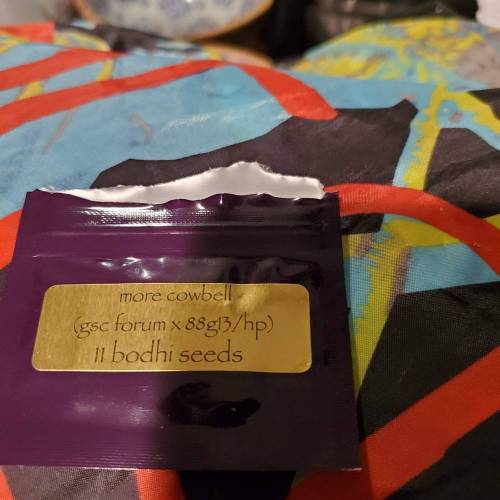 more cowbell
(gsc forum x 88g13/hp)
11 bodhi seeds